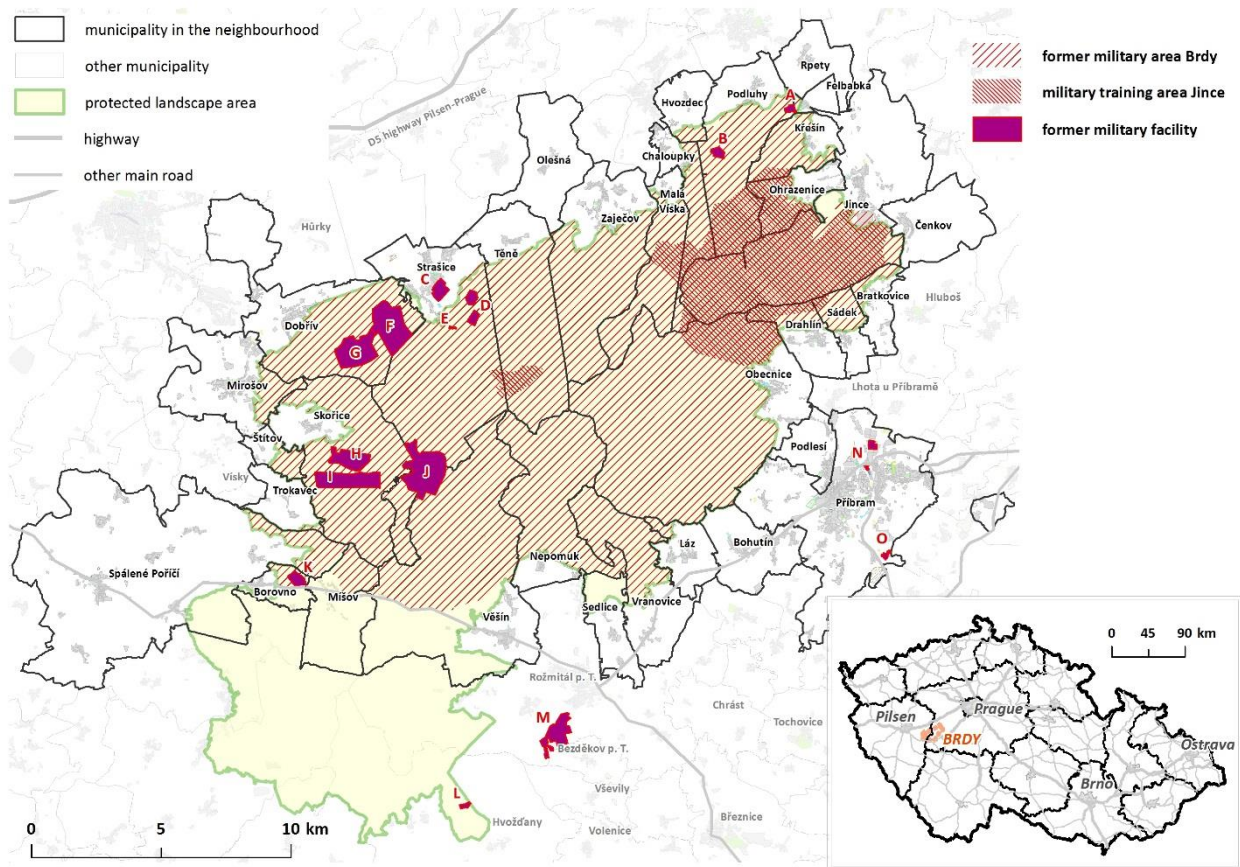 municipality in the neighbourhood
other municipality
protected landscape area
highway
other main road
former military area Brdy
military training area Jince
former military facility
D5 highway Pilsen-Prague
Rpety
Felbabka
Podluhy
A
Hvozdec
Křešín
B
Chaloupky
Olešná
Ohrazenice
Malá
Víska
Jince
Zaječov
Čenkov
Hůrky
Těně
Strašice
C
Bratkovice
Hluboš
D
Sádek
E
Dobřív
F
Drahlín
G
Obecnice
Mirošov
Lhota u Příbramě
Skořice
Štítov
Podlesí
N
H
J
I
Vísky
Trokavec
Příbram
O
Láz
Bohutín
Nepomuk
K
Spálené Poříčí
Borovno
Míšov
Sedlice
Vranovice
Věšín
Rožmitál p. T.
Chrást
Tochovice
M
Bezděkov p. T.
L
Vševily
Hvožďany
Volenice
Březnice
0 5 10 km
0 45 90 km
Prague
Pilsen
BRDY
Ostrava
Brno